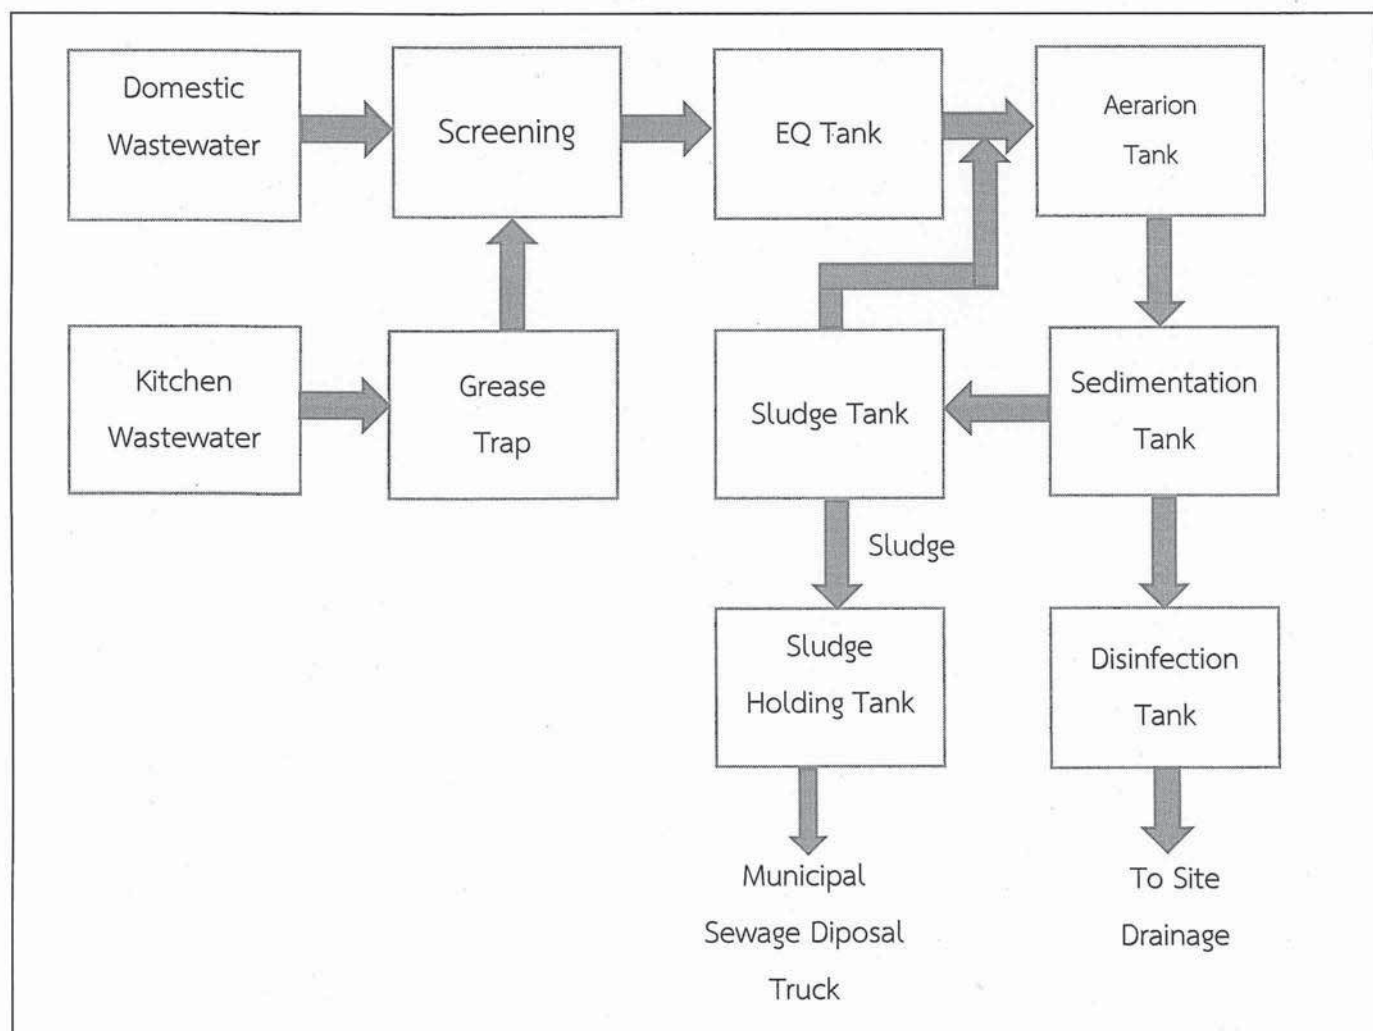 Domestic
Wastewater
Screening
EQ Tank
Aerarion
Tank
Kitchen
Wastewater
Grease
Trap
Sludge Tank
Sedimentation
Tank
Sludge
Sludge
Holding Tank
Disinfection
Tank
Municipal
Sewage Diposal
Truck
To Site
Drainage